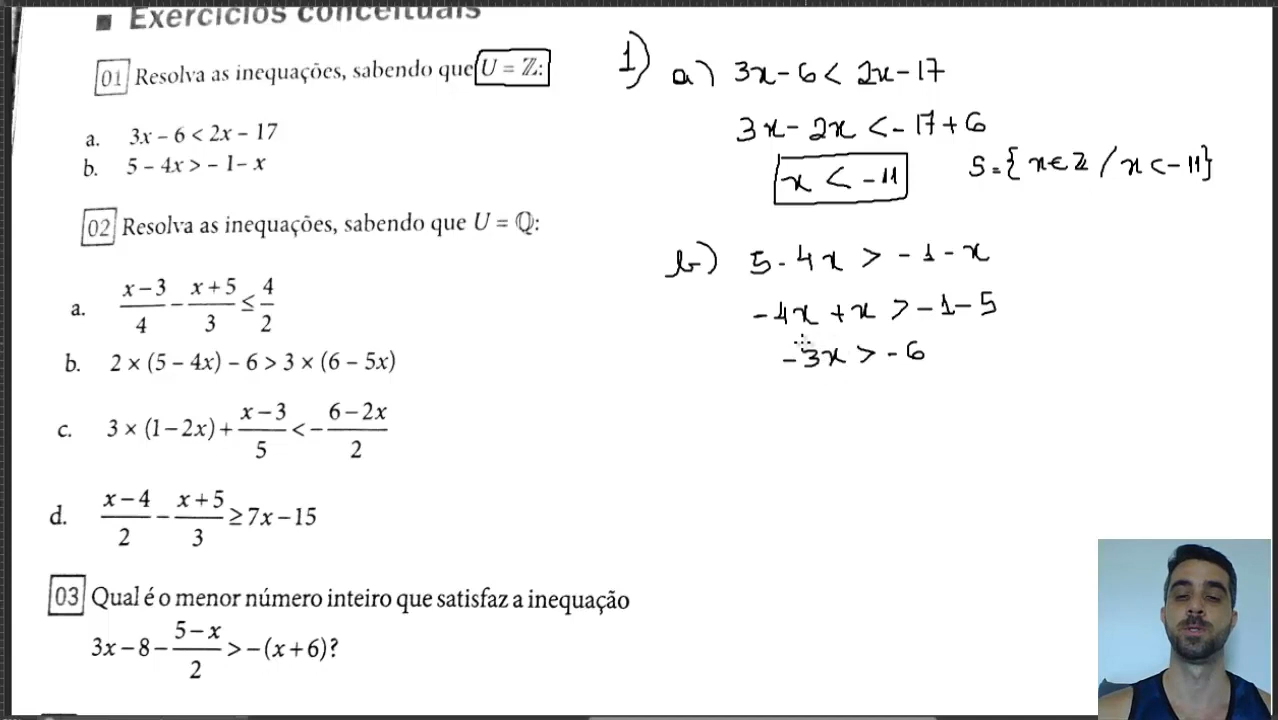 ■ Exercícios conceituais
01 Resolva as inequações, sabendo que U = ℤ:
a. 3x – 6 < 2x – 17
b. 5 – 4x > – 1 – x
02 Resolva as inequações, sabendo que U = ℚ:
a. (x – 3)/4 – (x + 5)/3 ≤ 4/2
b. 2 × (5 – 4x) – 6 > 3 × (6 – 5x)
c. 3 × (1 – 2x) + (x – 3)/5 < – (6 – 2x)/2
d. (x – 4)/2 – (x + 5)/3 ≥ 7x – 15
03 Qual é o menor número inteiro que satisfaz a inequação
3x – 8 – (5 – x)/2 > – (x + 6)?
1) a) 3x – 6 < 2x – 17
3x – 2x < – 17 + 6
x < – 11
S = { x ∈ Z / x < – 11}
b) 5 - 4x > – 1 – x
– 4x + x > – 1 – 5
– 3x > – 6